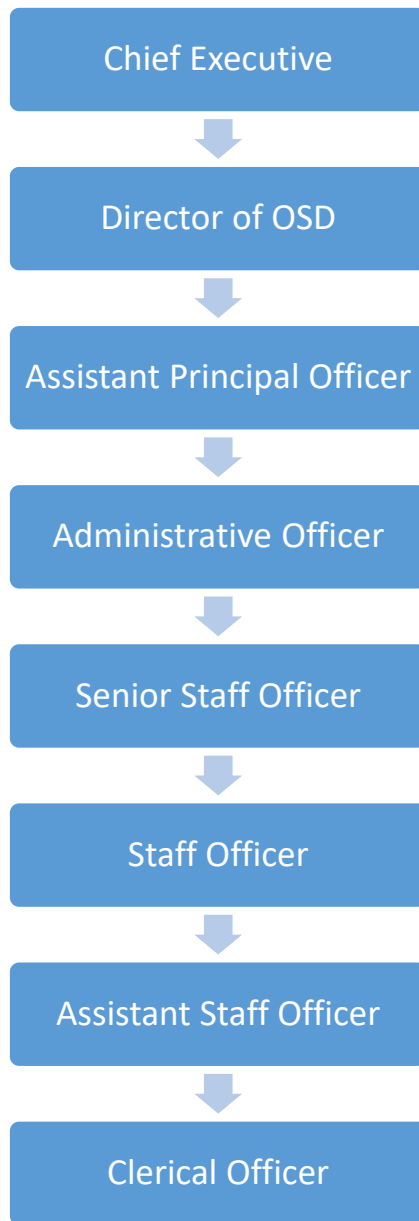 Chief Executive
Director of OSD
Assistant Principal Officer
Administrative Officer
Senior Staff Officer
Staff Officer
Assistant Staff Officer
Clerical Officer